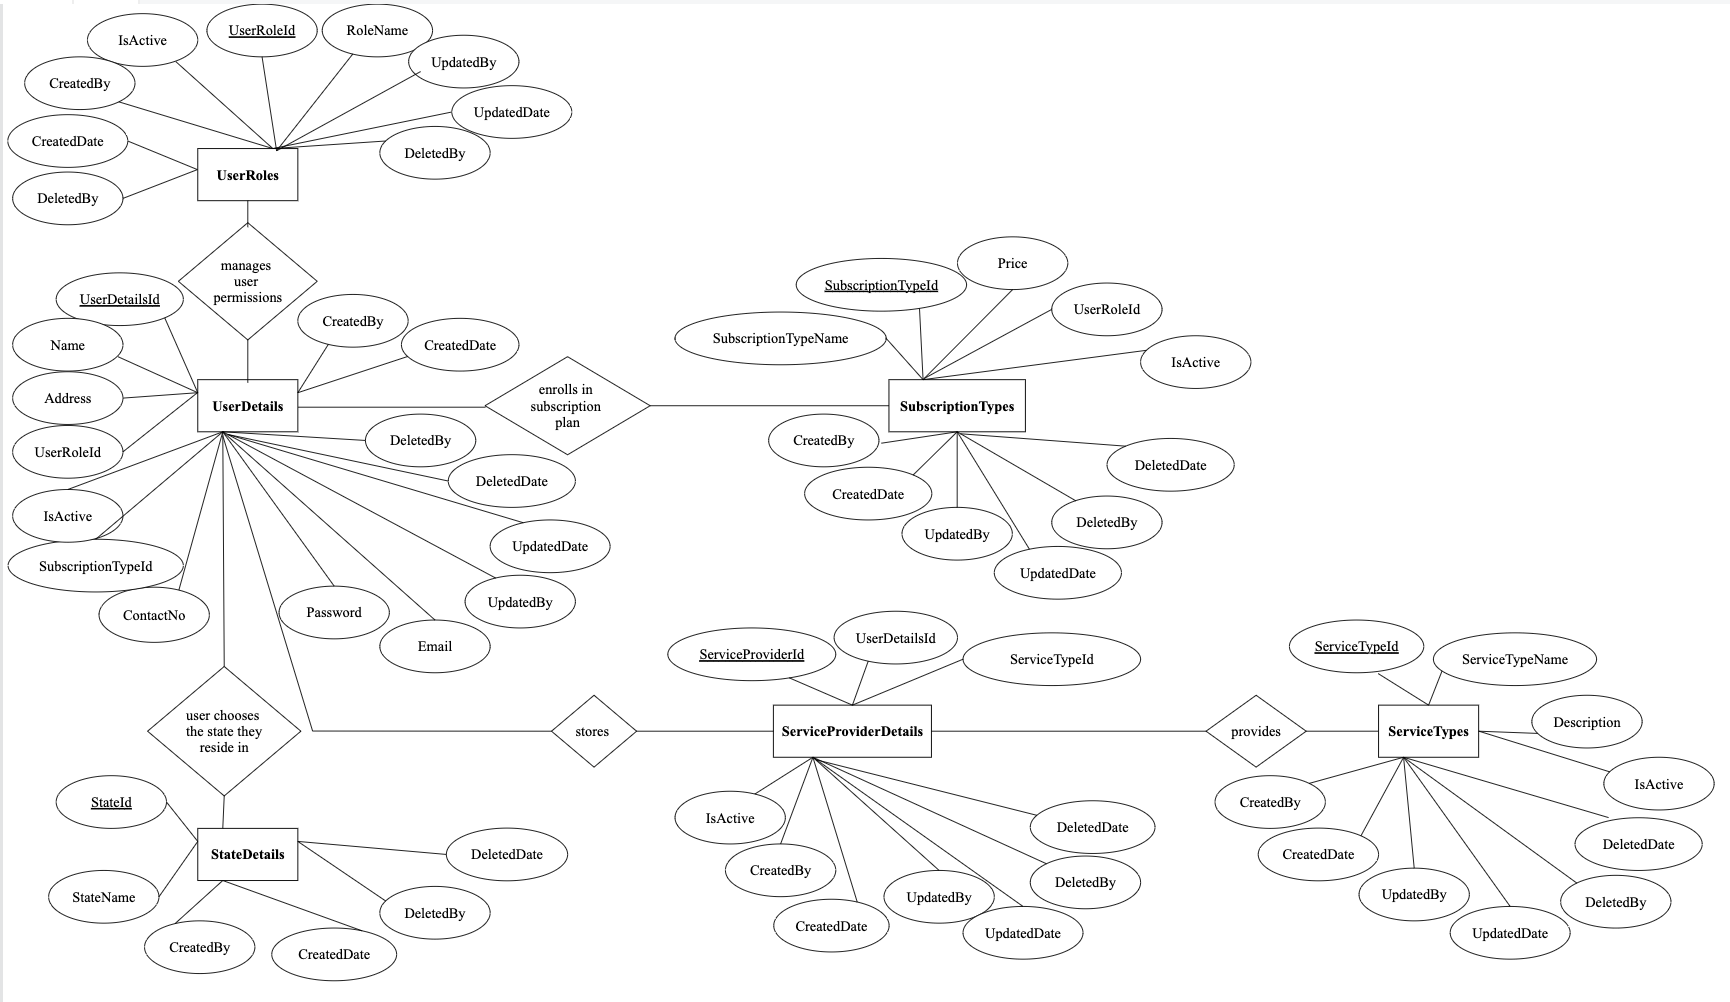 UserRoleId
RoleName
IsActive
UpdatedBy
CreatedBy
UpdatedDate
CreatedDate
DeletedBy
UserRoles
DeletedBy
manages
user
permissions
UserDetailsId
CreatedBy
Name
CreatedDate
Address
UserDetails
UserRoleId
DeletedBy
DeletedDate
IsActive
UpdatedDate
SubscriptionTypeId
UpdatedBy
ContactNo
Password
Email
enrolls in
subscription
plan
Price
SubscriptionTypeId
UserRoleId
SubscriptionTypeName
IsActive
SubscriptionTypes
CreatedBy
DeletedDate
CreatedDate
DeletedBy
UpdatedBy
UpdatedDate
user chooses
the state they
reside in
stores
StateId
StateDetails
DeletedDate
StateName
DeletedBy
CreatedBy
CreatedDate
UserDetailsId
ServiceProviderId
ServiceTypeId
ServiceProviderDetails
IsActive
DeletedDate
CreatedBy
DeletedBy
UpdatedBy
CreatedDate
UpdatedDate
provides
ServiceTypeId
ServiceTypeName
Description
ServiceTypes
IsActive
CreatedBy
DeletedDate
CreatedDate
UpdatedBy
DeletedBy
UpdatedDate